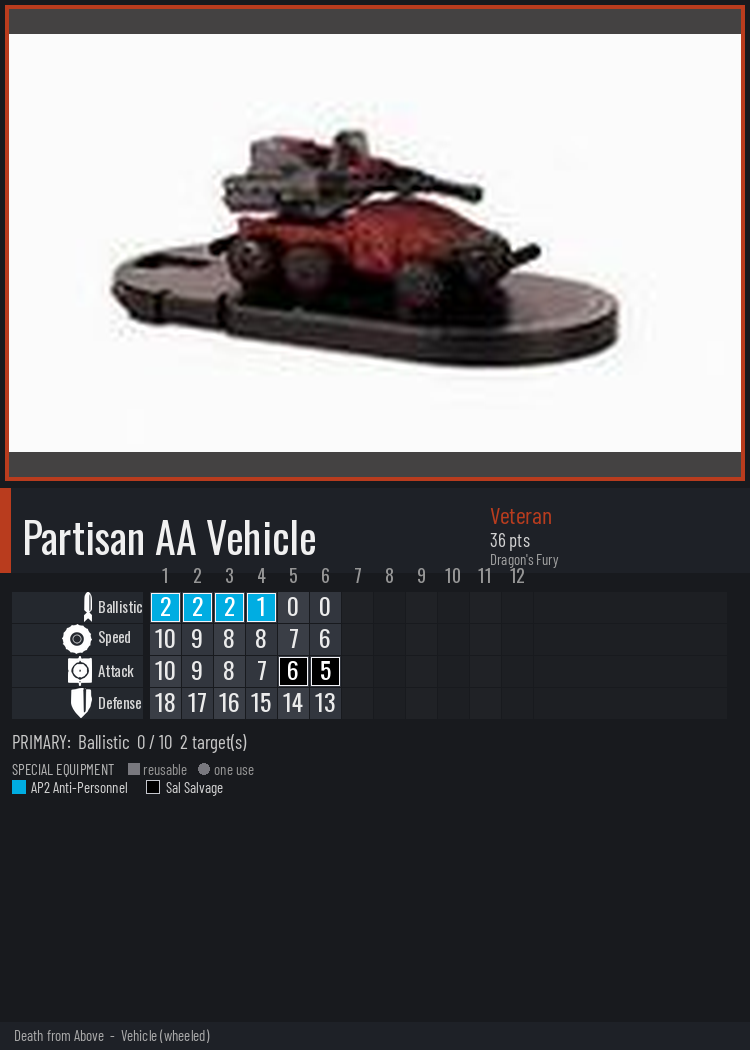 Partisan AA Vehicle
Veteran
36 pts
Dragon's Fury
1 2 3 4 5 6 7 8 9 10 11 12
Ballistic 2 2 2 1 0 0
Speed 10 9 8 8 7 6
Attack 10 9 8 7 6 5
Defense 18 17 16 15 14 13
PRIMARY: Ballistic 0 / 10 2 target(s)
SPECIAL EQUIPMENT reusable one use
AP2 Anti-Personnel Sal Salvage
Death from Above - Vehicle (wheeled)